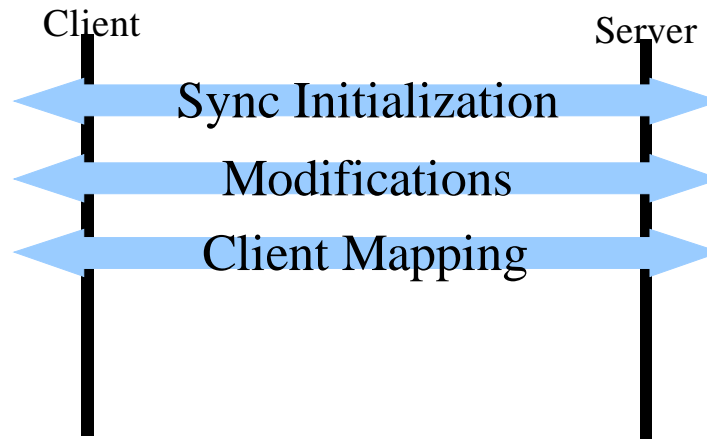 Client
Server
Sync Initialization
Modifications
Client Mapping